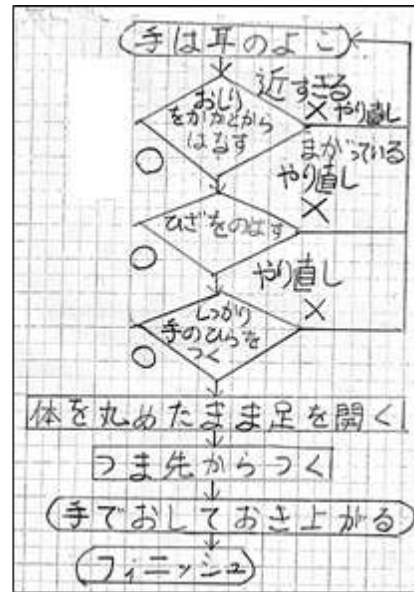 手は耳のよこ
近すぎる
× やり直し
おしり
をかかとから
はなす
○
まがっている
やり直し
×
ひざをのばす
○
やり直し
×
しっかり
手のひらを
つく
○
体を丸めたまま足を開く
つま先からつく
手でおしておき上がる
フィニッシュ